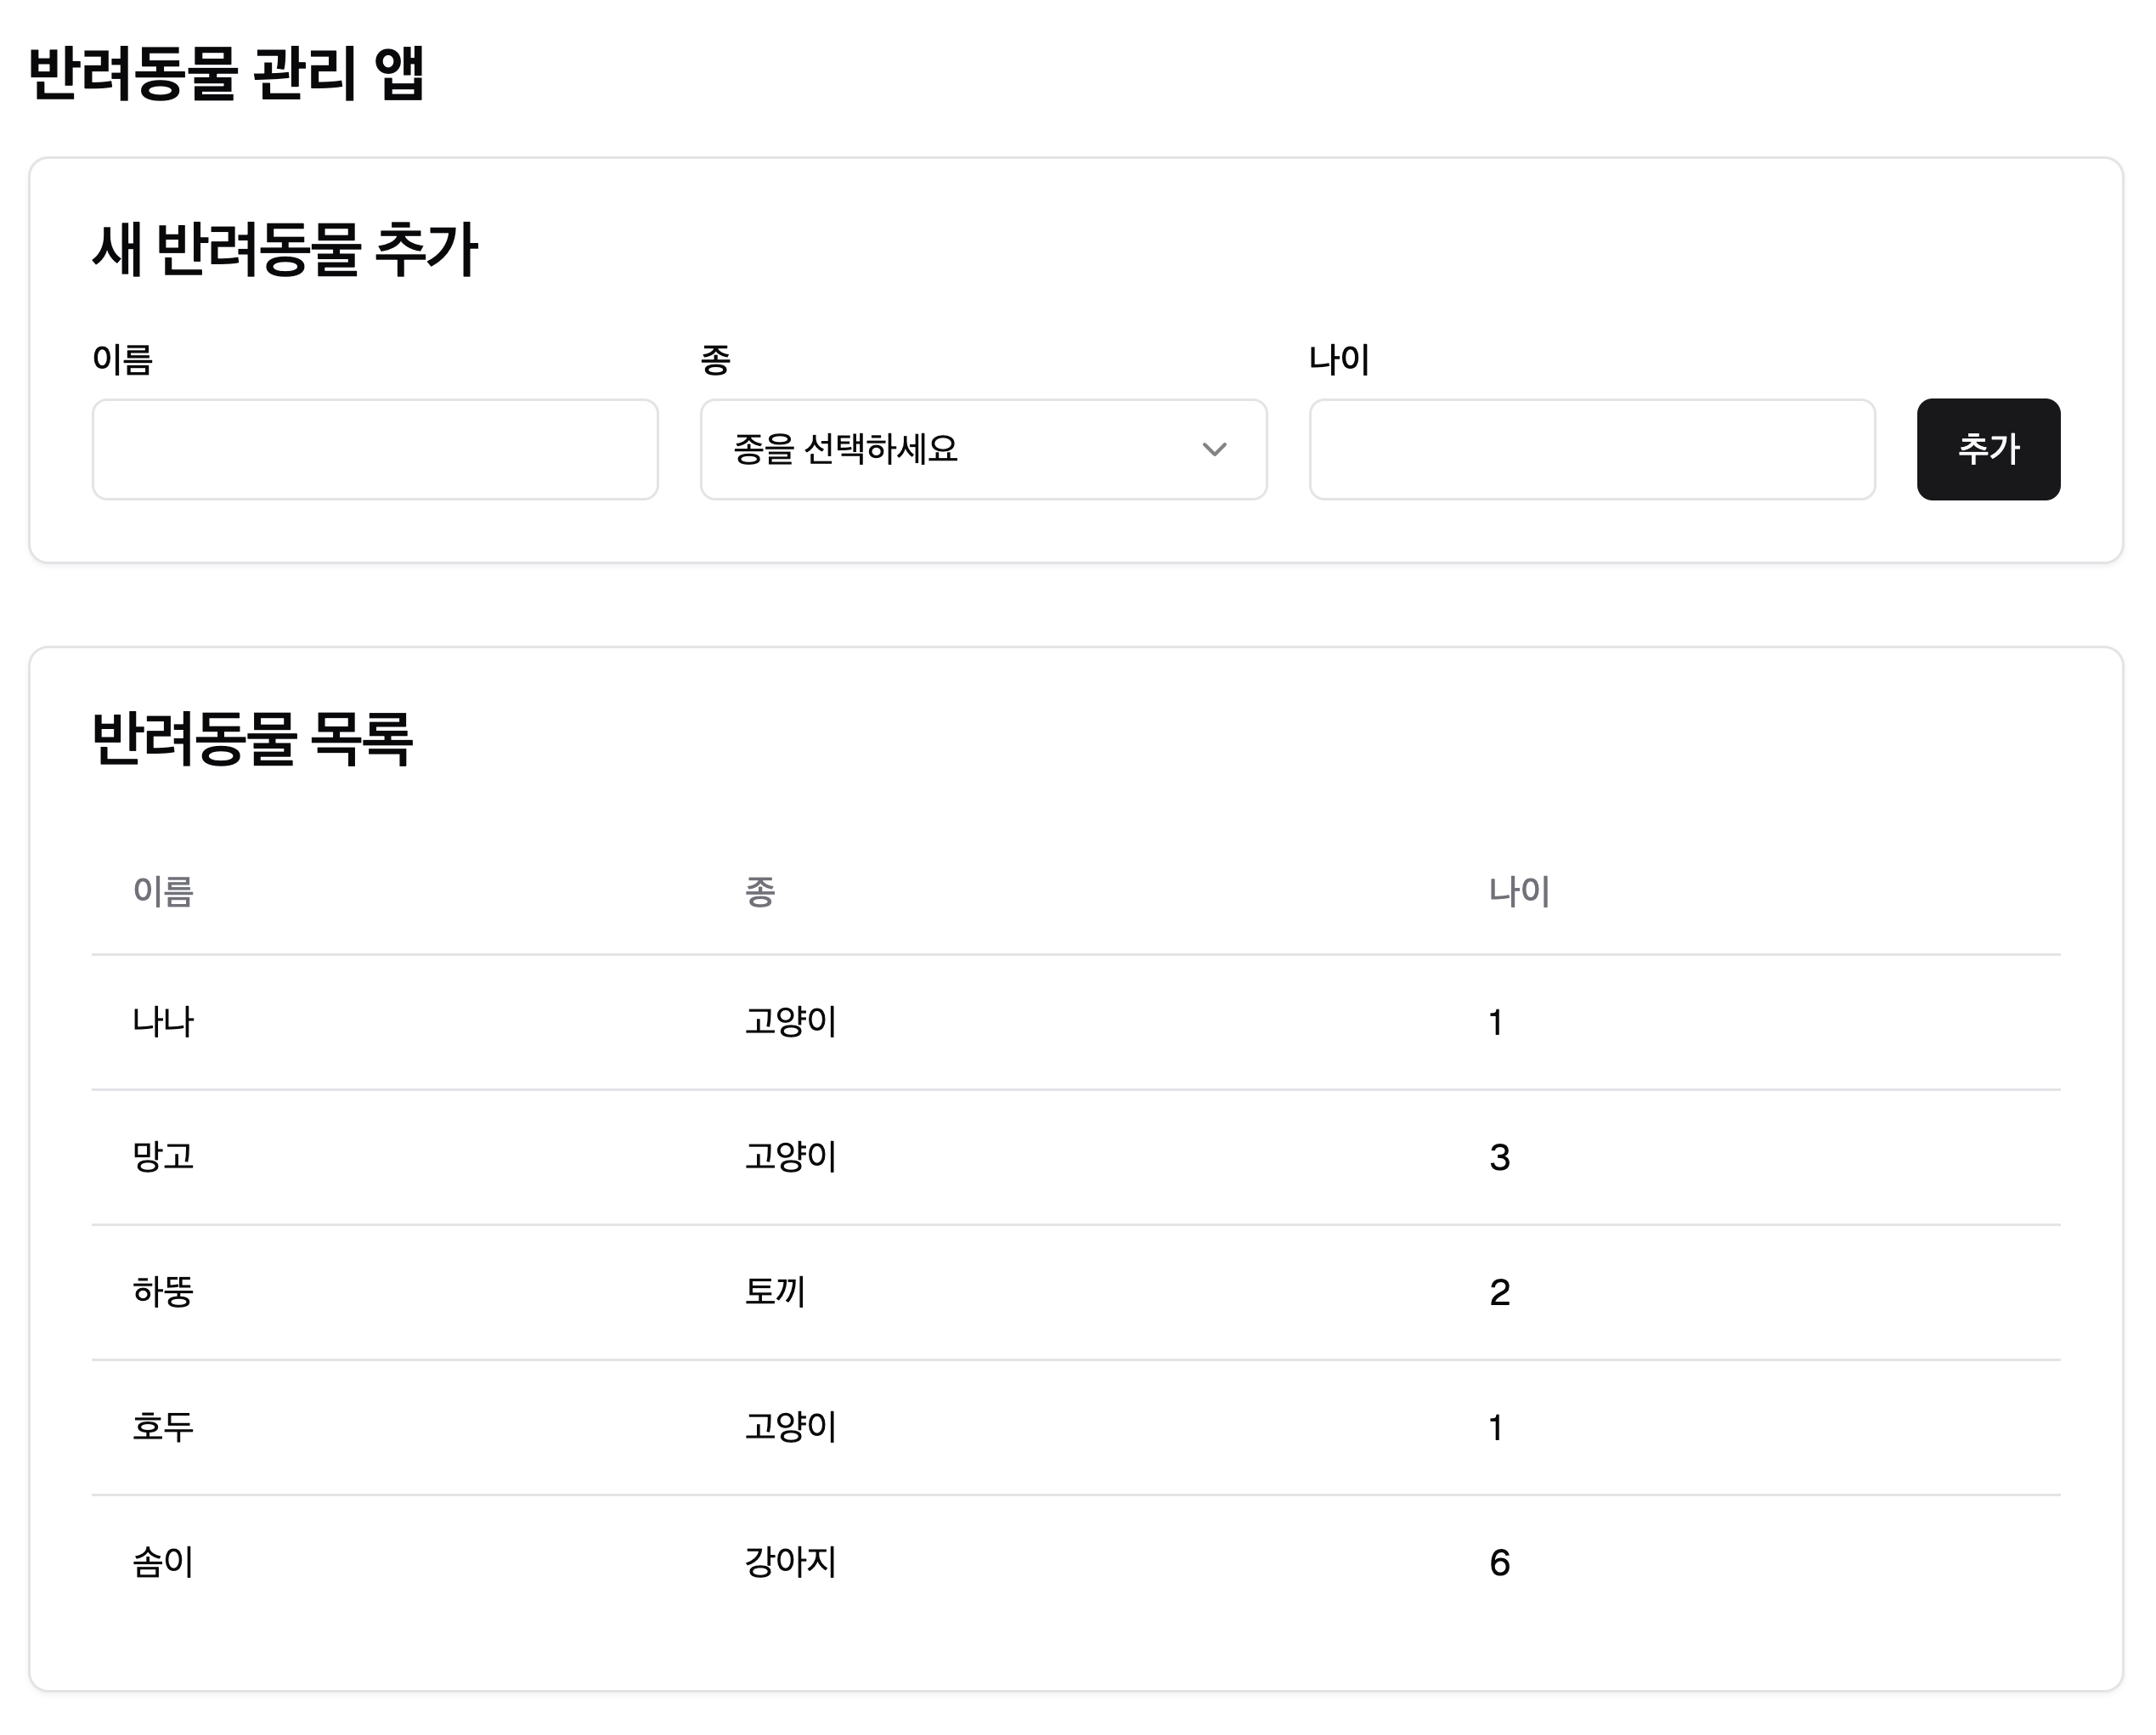 반려동물 관리 앱
새 반려동물 추가
이름 종 나이
종을 선택하세요 추가
반려동물 목록
이름 종 나이
나나 고양이 1
망고 고양이 3
하뚱 토끼 2
호두 고양이 1
솜이 강아지 6